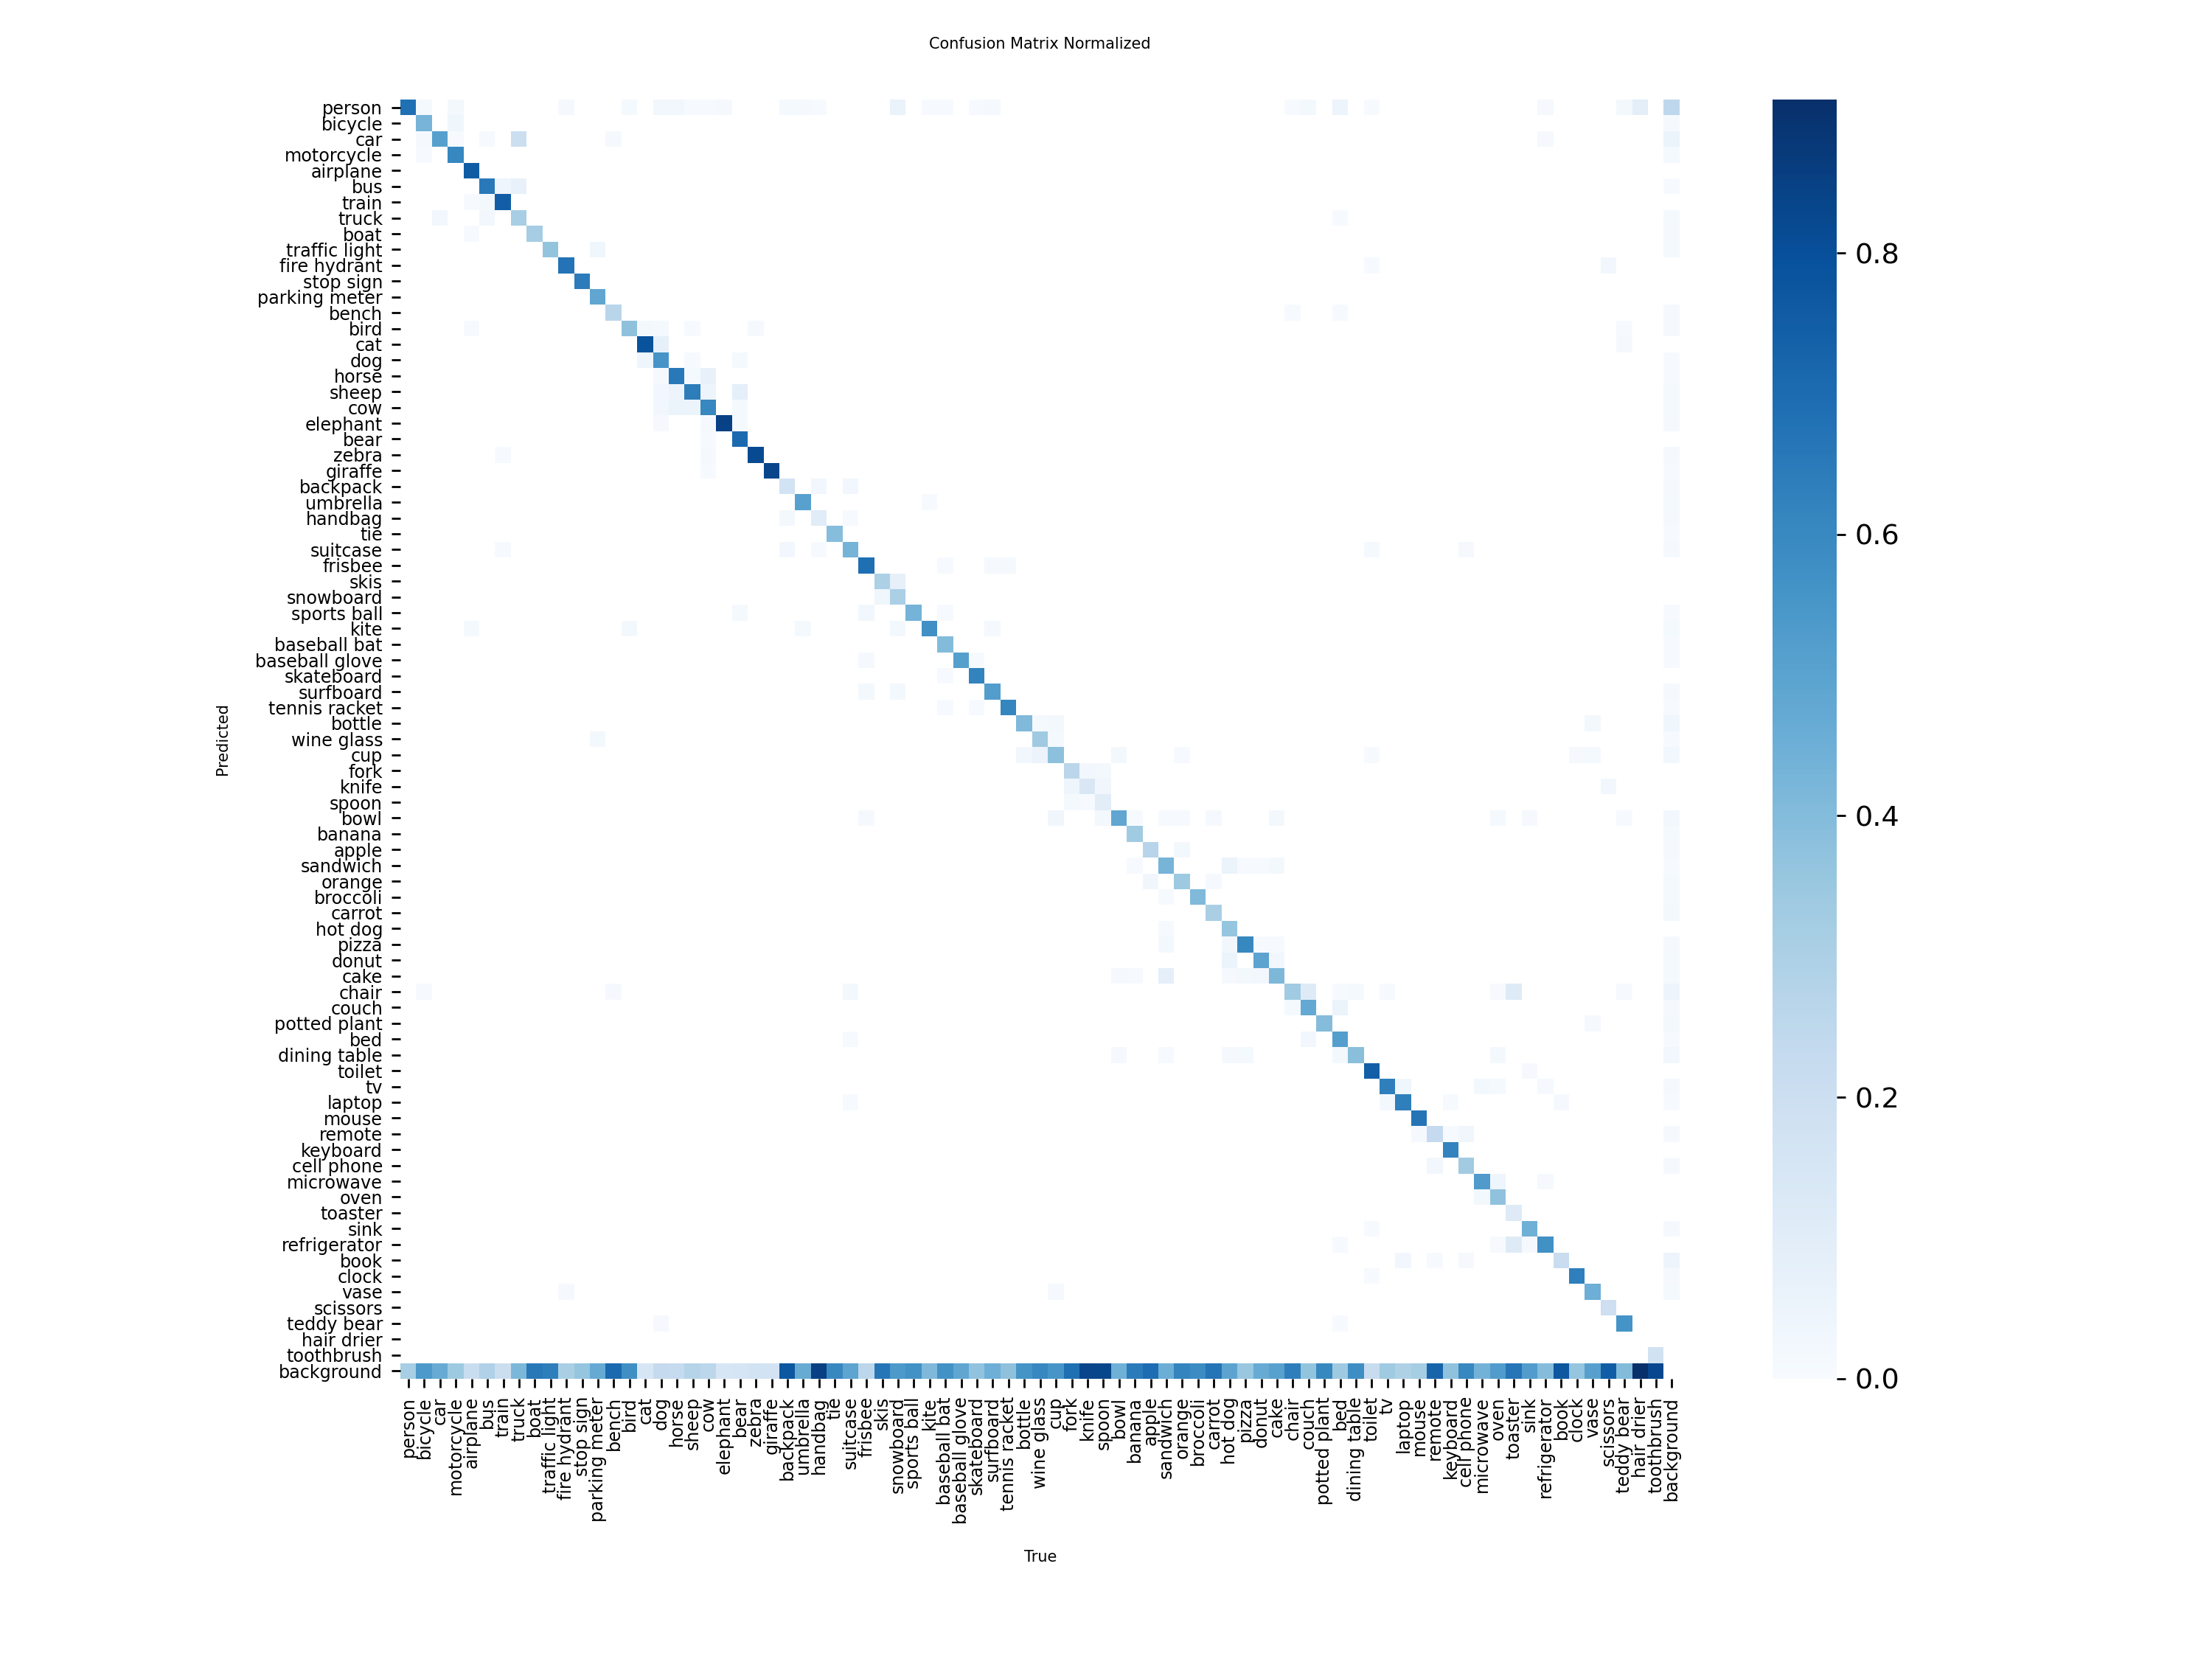 Confusion Matrix Normalized
person
bicycle
car
motorcycle
airplane
bus
train
truck
boat
traffic light
fire hydrant
stop sign
parking meter
bench
bird
cat
dog
horse
sheep
cow
elephant
bear
zebra
giraffe
backpack
umbrella
handbag
tie
suitcase
frisbee
skis
snowboard
sports ball
kite
baseball bat
baseball glove
skateboard
surfboard
tennis racket
bottle
wine glass
cup
fork
knife
spoon
bowl
banana
apple
sandwich
orange
broccoli
carrot
hot dog
pizza
donut
cake
chair
couch
potted plant
bed
dining table
toilet
tv
laptop
mouse
remote
keyboard
cell phone
microwave
oven
toaster
sink
refrigerator
book
clock
vase
scissors
teddy bear
hair drier
toothbrush
background
Predicted
person
bicycle
car
motorcycle
airplane
bus
train
truck
boat
traffic light
fire hydrant
stop sign
parking meter
bench
bird
cat
dog
horse
sheep
cow
elephant
bear
zebra
giraffe
backpack
umbrella
handbag
tie
suitcase
frisbee
skis
snowboard
sports ball
kite
baseball bat
baseball glove
skateboard
surfboard
tennis racket
bottle
wine glass
cup
fork
knife
spoon
bowl
banana
apple
sandwich
orange
broccoli
carrot
hot dog
pizza
donut
cake
chair
couch
potted plant
bed
dining table
toilet
tv
laptop
mouse
remote
keyboard
cell phone
microwave
oven
toaster
sink
refrigerator
book
clock
vase
scissors
teddy bear
hair drier
toothbrush
background
True
0.8
0.6
0.4
0.2
0.0